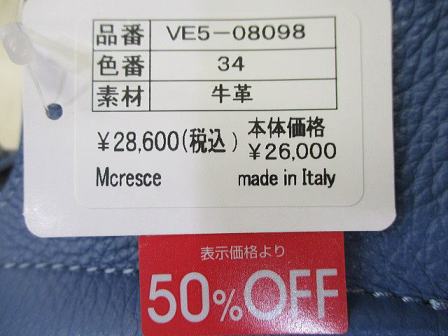 品番 VE5-08098
色番 34
素材 牛革
¥28,600(税込) 本体価格
¥26,000
Mcresce made in Italy
表示価格より
50%OFF